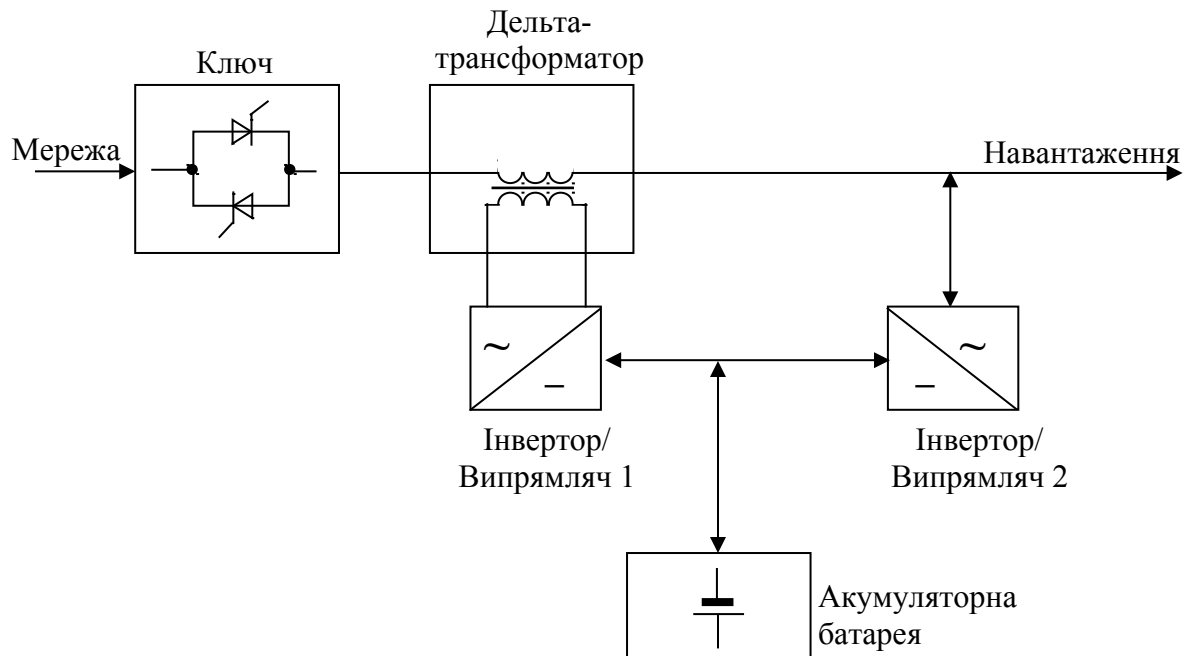 Дельта-
трансформатор
Ключ
Мережа
Навантаження
~
–
~
–
Інвертор/
Випрямляч 1
Інвертор/
Випрямляч 2
Акумуляторна
батарея